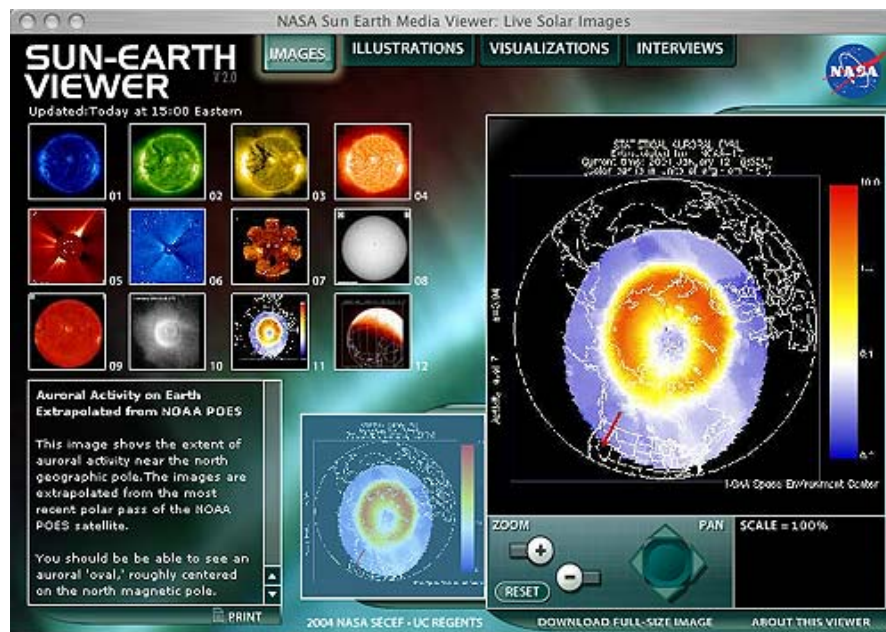 NASA Sun Earth Media Viewer: Live Solar Images
SUN-EARTH
VIEWER
V 2.0
IMAGES
ILLUSTRATIONS
VISUALIZATIONS
INTERVIEWS
NASA
Updated:Today at 15:00 Eastern
01
02
03
04
05
06
07
08
09
10
11
12
Auroral Activity on Earth
Extrapolated from NOAA POES
This image shows the extent of
auroral activity near the north
geographic pole.The images are
extrapolated from the most
recent polar pass of the NOAA
POES satellite.
You should be be able to see an
auroral 'oval,' roughly centered
on the north magnetic pole.
PRINT
STATISTICAL AURORAL OVAL
10.0
0.1
NOAA Space Environment Center
ZOOM
PAN
SCALE = 100%
RESET
2004 NASA SECEF • UC REGENTS
DOWNLOAD FULL-SIZE IMAGE
ABOUT THIS VIEWER